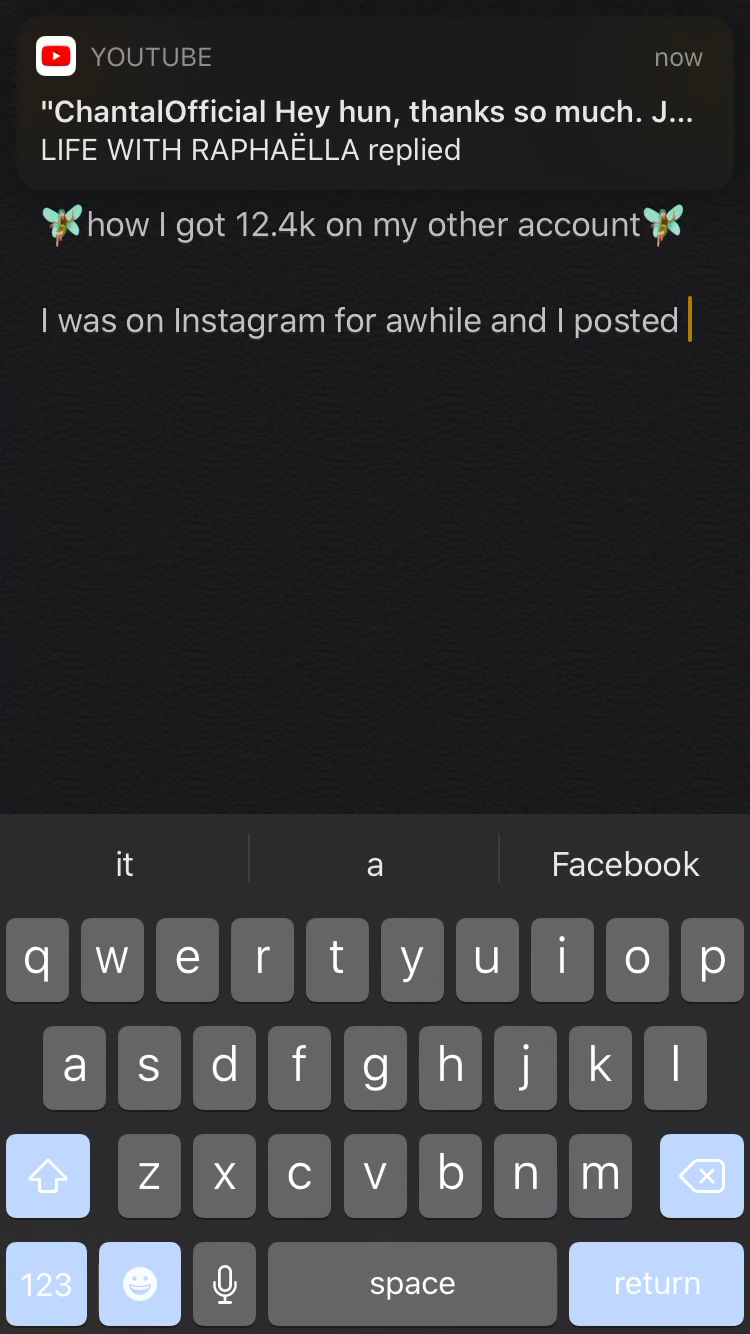 YOUTUBE now
"ChantalOfficial Hey hun, thanks so much. J...
LIFE WITH RAPHAËLLA replied
🧚how I got 12.4k on my other account🧚
I was on Instagram for awhile and I posted
it a Facebook
q w e r t y u i o p
a s d f g h j k l
z x c v b n m
123 space return